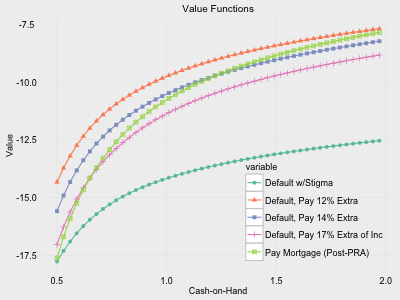 Value Functions
-7.5
-10.0
-12.5
-15.0
-17.5
Value
variable
Default w/Stigma
Default, Pay 12% Extra
Default, Pay 14% Extra
Default, Pay 17% Extra of Inc
Pay Mortgage (Post-PRA)
0.5 1.0 1.5 2.0
Cash-on-Hand